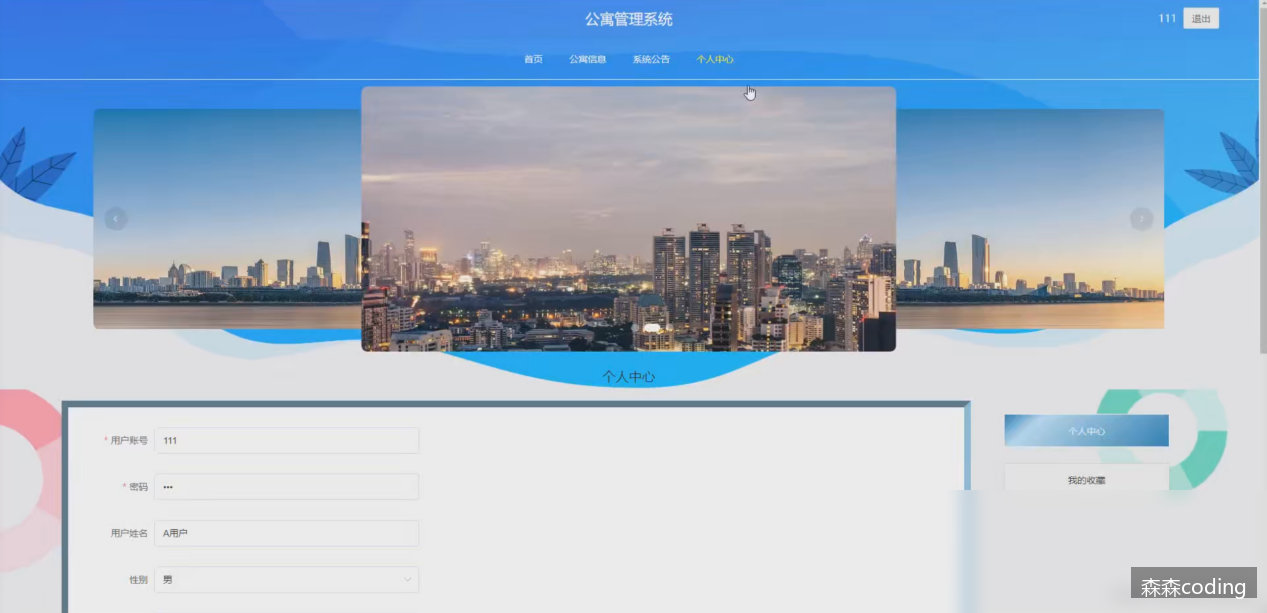 公寓管理系统
111 退出
首页 公寓信息 系统公告 个人中心
个人中心
* 用户账号 111
* 密码 •••
用户姓名 A用户
性别 男
个人中心
我的收藏
森森coding